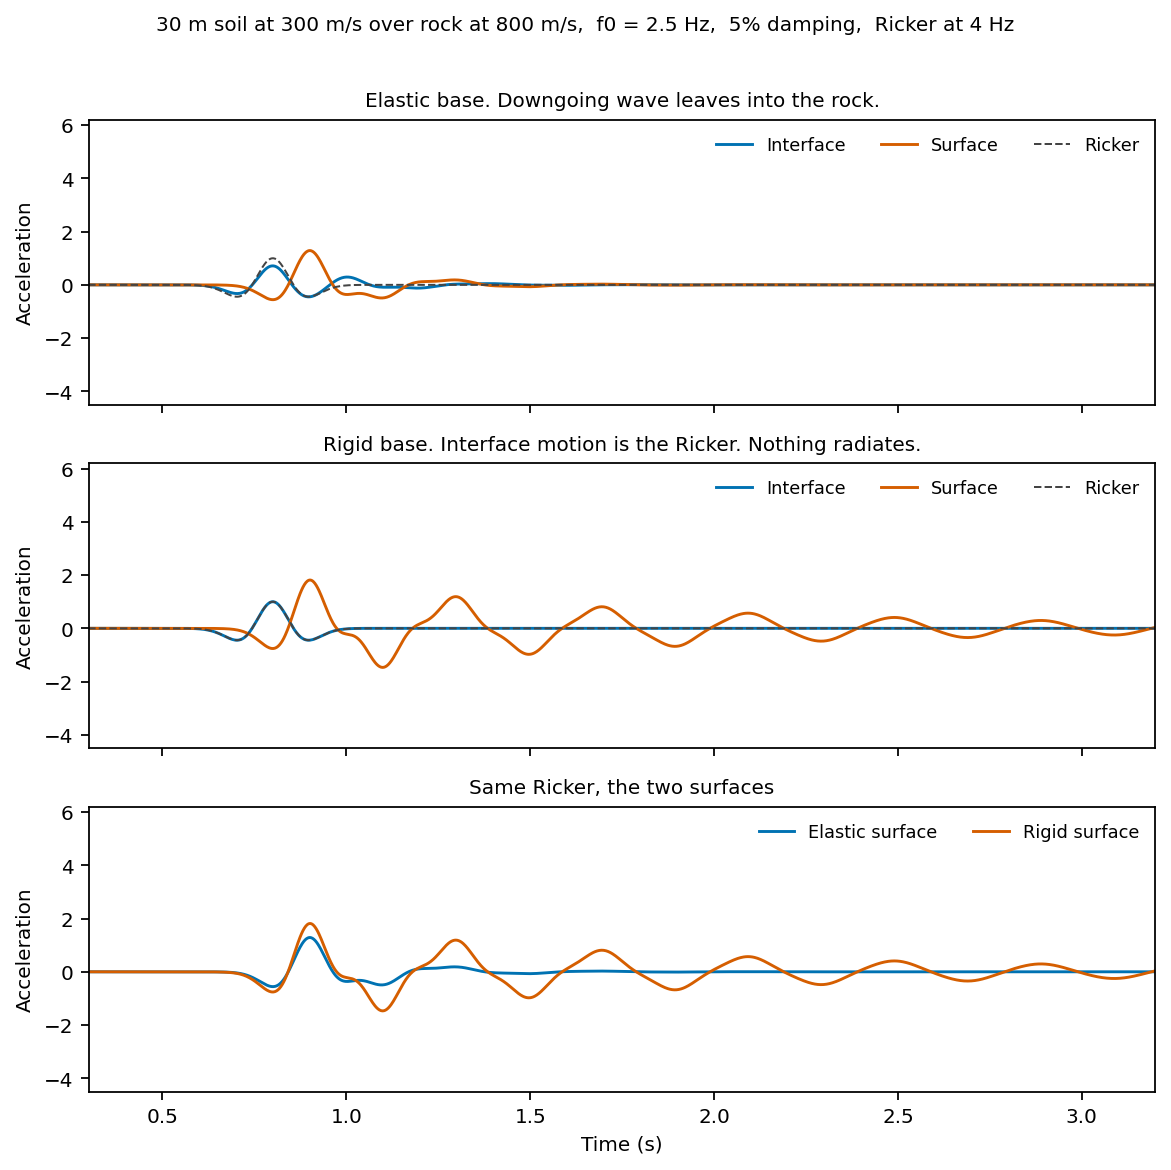 30 m soil at 300 m/s over rock at 800 m/s,  f0 = 2.5 Hz,  5% damping,  Ricker at 4 Hz
Elastic base. Downgoing wave leaves into the rock.
Interface Surface Ricker
6
4
2
0
−2
−4
Acceleration
Rigid base. Interface motion is the Ricker. Nothing radiates.
Interface Surface Ricker
6
4
2
0
−2
−4
Acceleration
Same Ricker, the two surfaces
Elastic surface Rigid surface
6
4
2
0
−2
−4
Acceleration
0.5 1.0 1.5 2.0 2.5 3.0
Time (s)